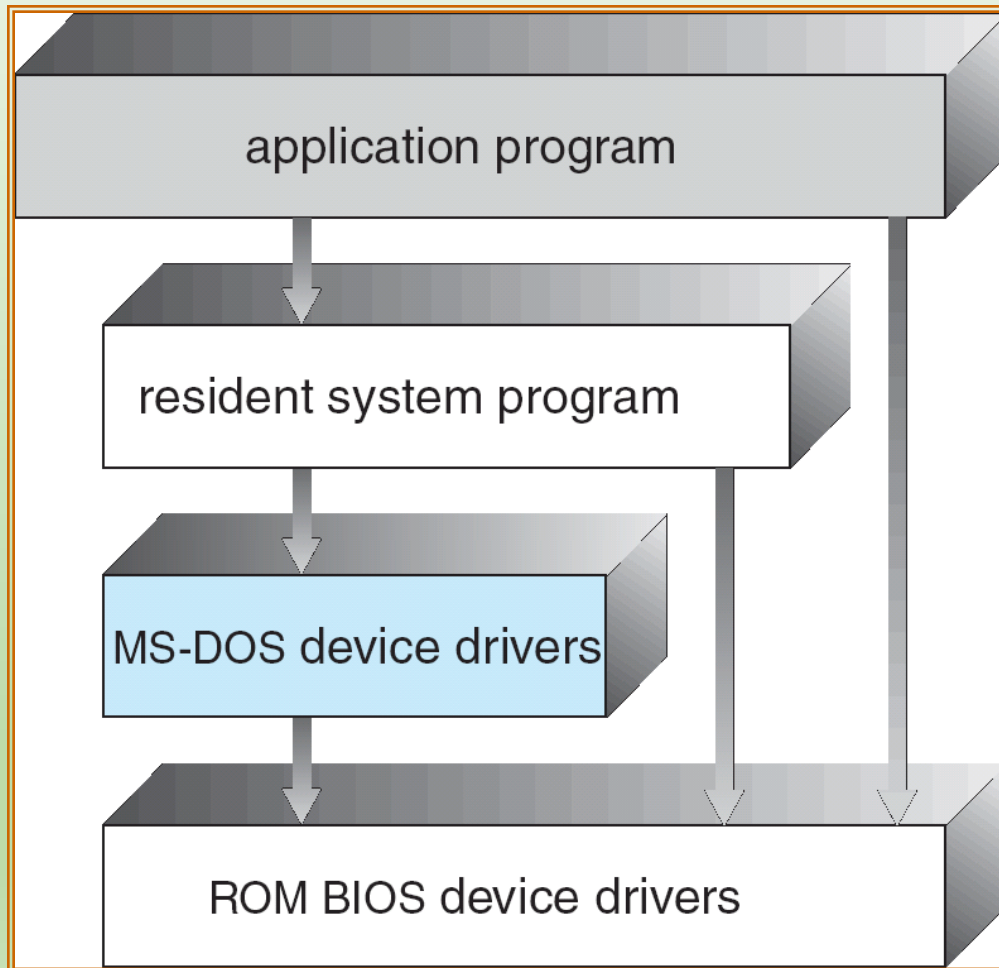 application program
resident system program
MS-DOS device drivers
ROM BIOS device drivers